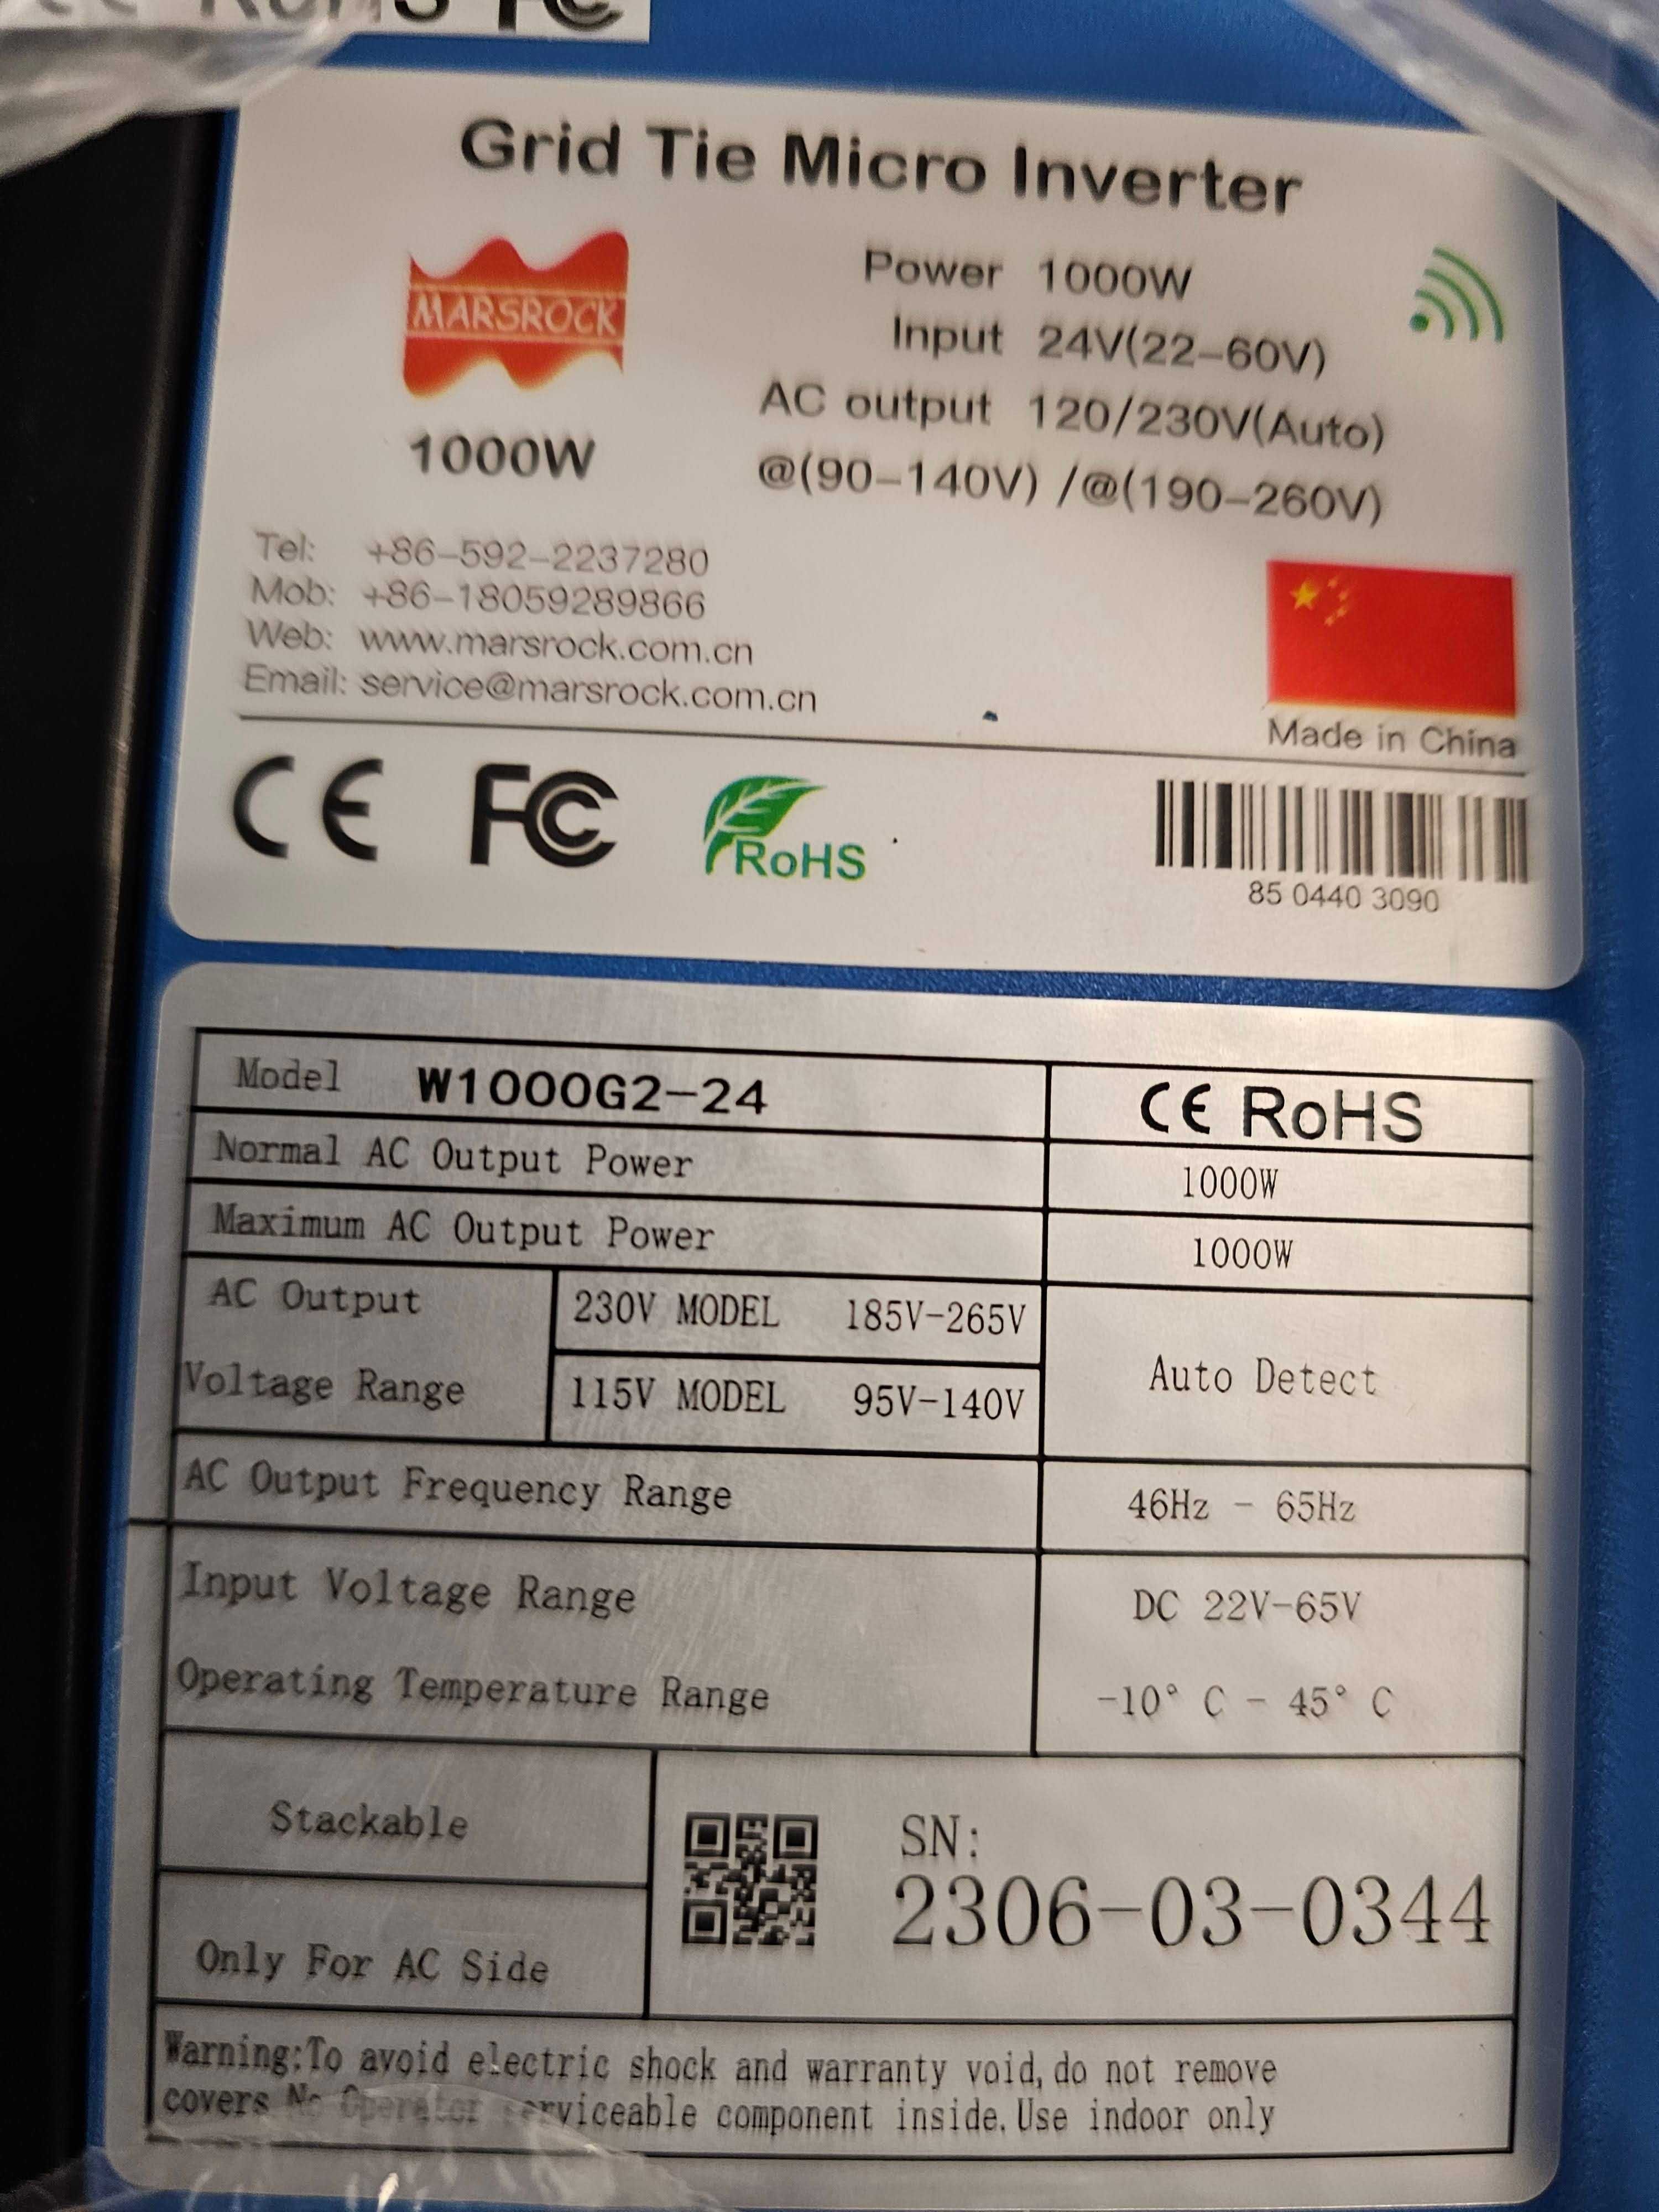 RoHS FC
Grid Tie Micro Inverter
MARSROCK
1000W
Power 1000W
Input 24V(22-60V)
AC output 120/230V(Auto)
@(90-140V) /@(190-260V)
Tel: +86-592-2237280
Mob: +86-18059289866
Web: www.marsrock.com.cn
Email: service@marsrock.com.cn
Made in China
CE FC RoHS
85 0440 3090
Model W1000G2-24 CE RoHS
Normal AC Output Power 1000W
Maximum AC Output Power 1000W
AC Output Voltage Range
230V MODEL 185V-265V
115V MODEL 95V-140V
Auto Detect
AC Output Frequency Range 46Hz - 65Hz
Input Voltage Range DC 22V-65V
Operating Temperature Range -10° C - 45° C
Stackable
Only For AC Side
SN:
2306-03-0344
Warning:To avoid electric shock and warranty void,do not remove
covers No Operator serviceable component inside.Use indoor only